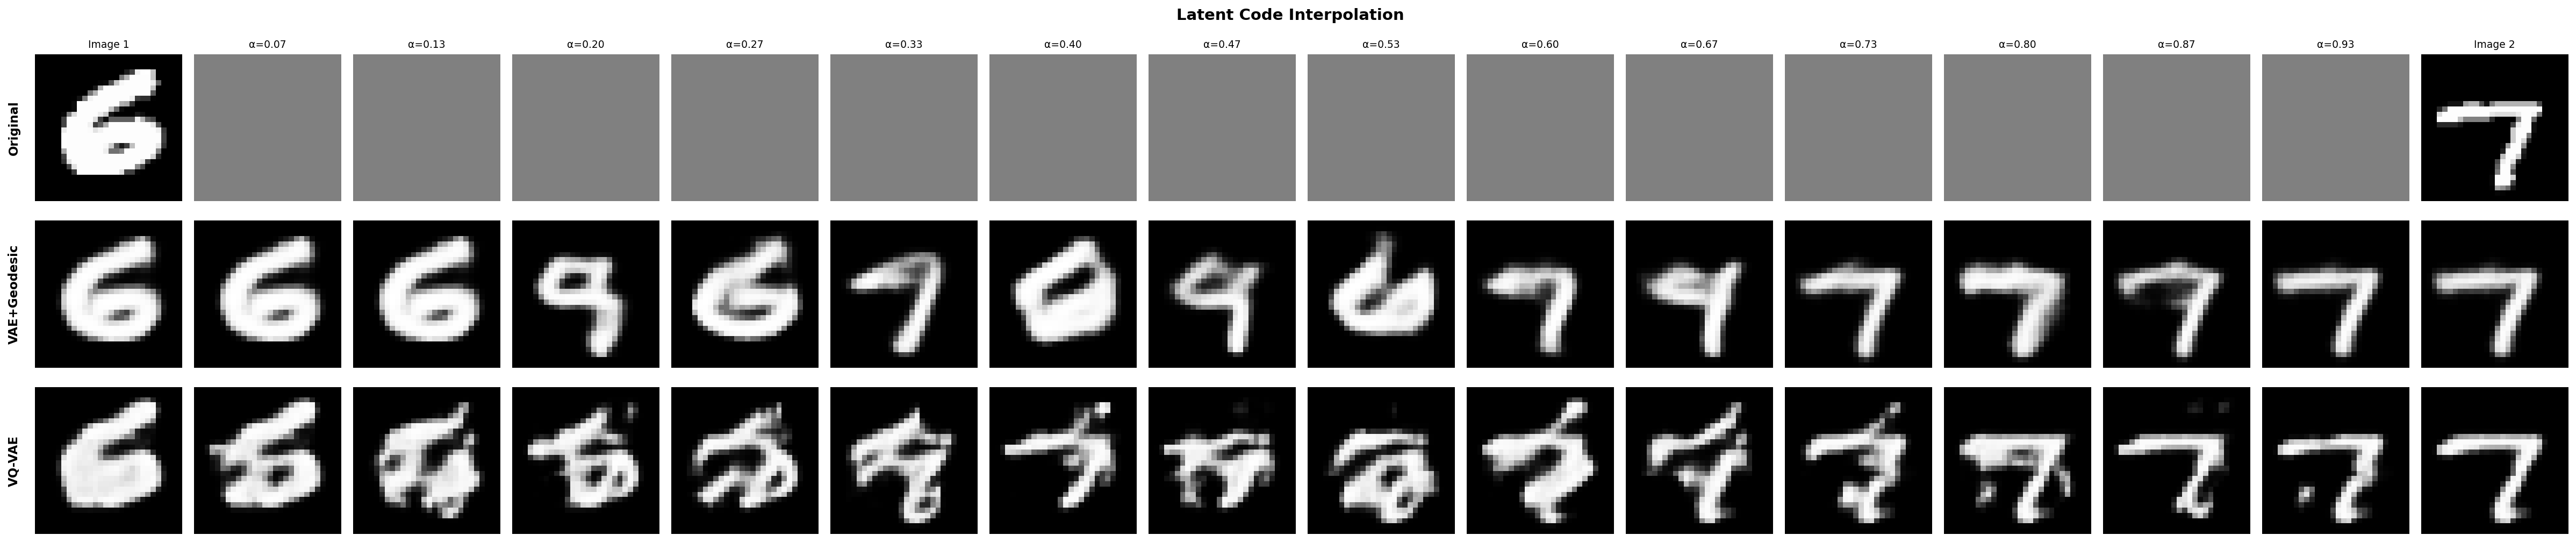 Latent Code Interpolation
Image 1 α=0.07 α=0.13 α=0.20 α=0.27 α=0.33 α=0.40 α=0.47 α=0.53 α=0.60 α=0.67 α=0.73 α=0.80 α=0.87 α=0.93 Image 2
Original
6 7
VAE+Geodesic
VQ-VAE